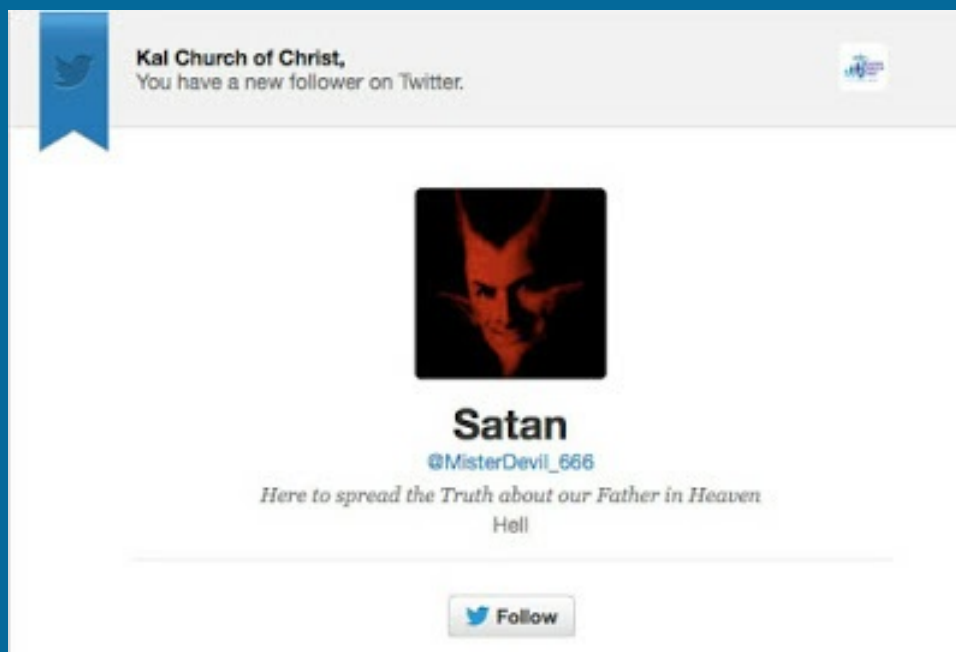 Kal Church of Christ,
You have a new follower on Twitter.
Satan
@MisterDevil_666
Here to spread the Truth about our Father in Heaven
Hell
Follow